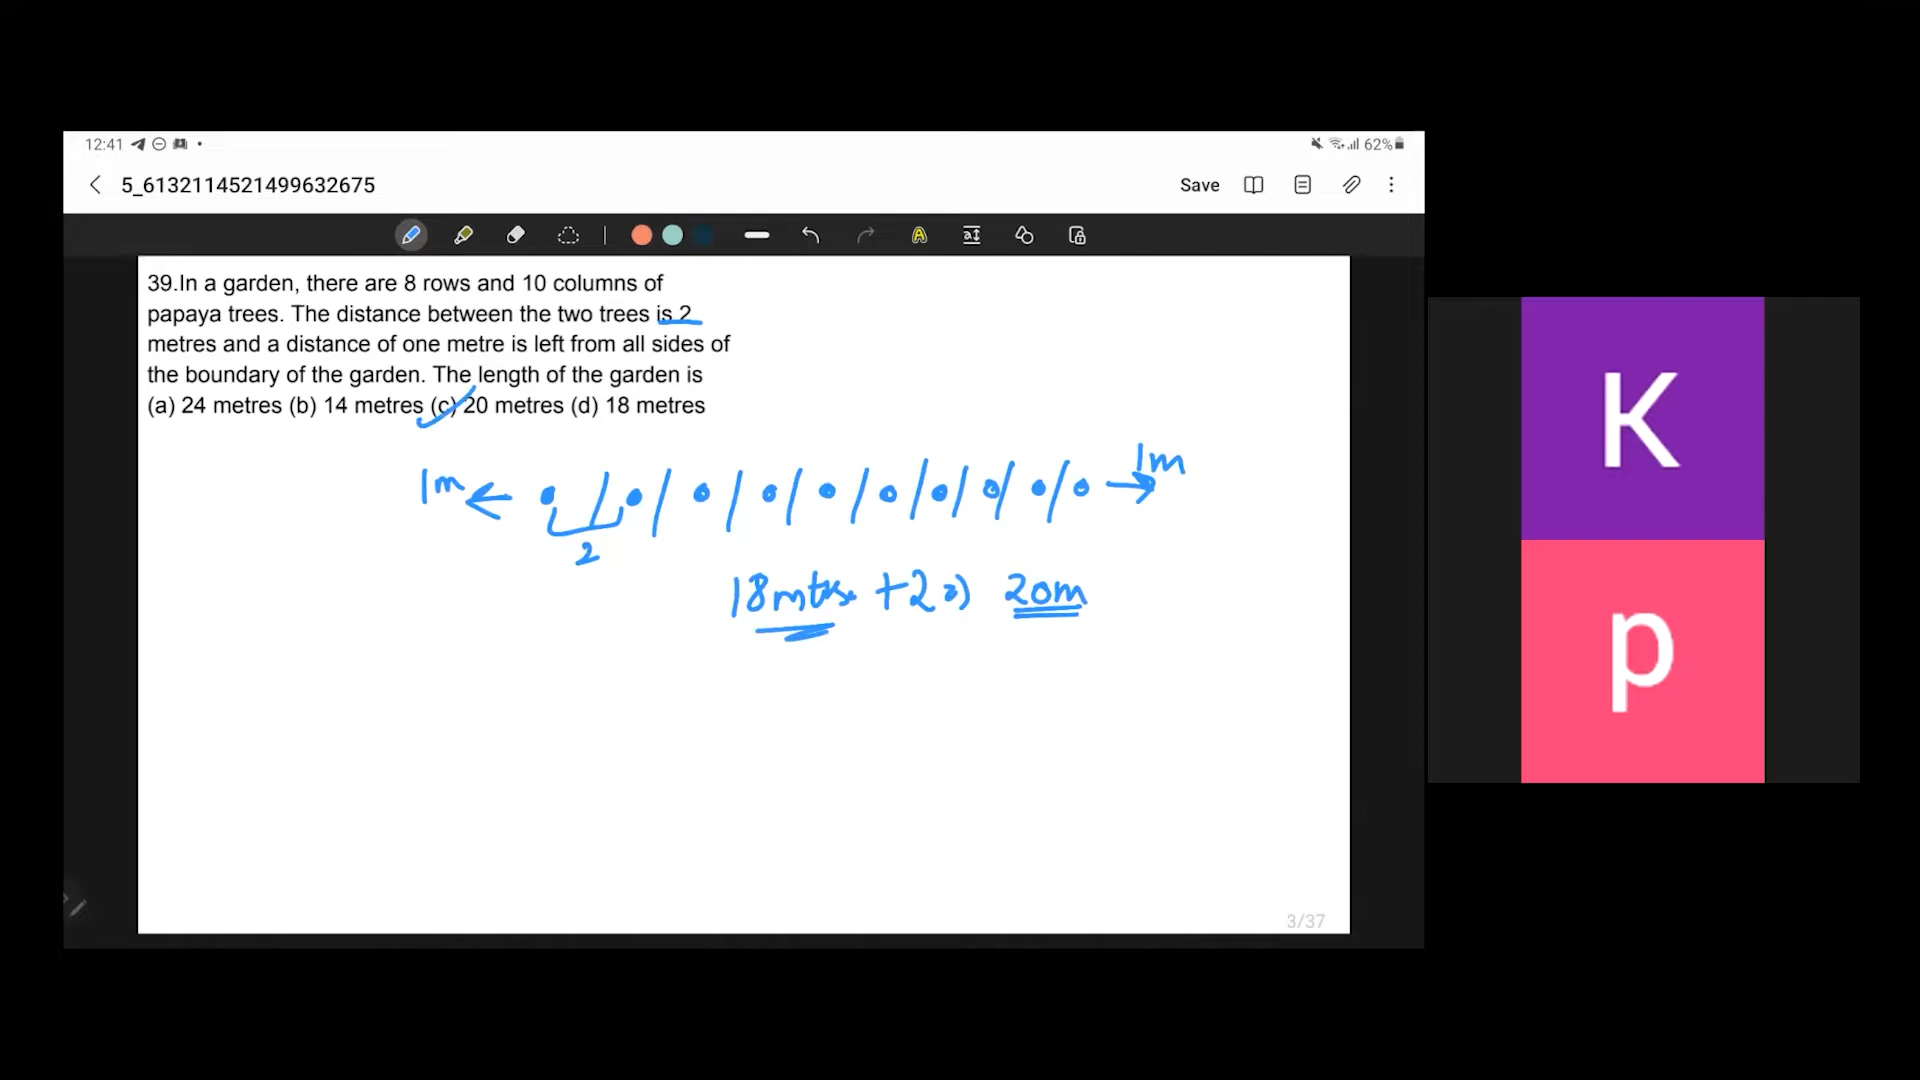 12:41 62%
5_6132114521499632675
Save
39.In a garden, there are 8 rows and 10 columns of
papaya trees. The distance between the two trees is 2
metres and a distance of one metre is left from all sides of
the boundary of the garden. The length of the garden is
(a) 24 metres (b) 14 metres (c) 20 metres (d) 18 metres
1m 1m
2
18mtrs. +2 20m
3/37
K
p